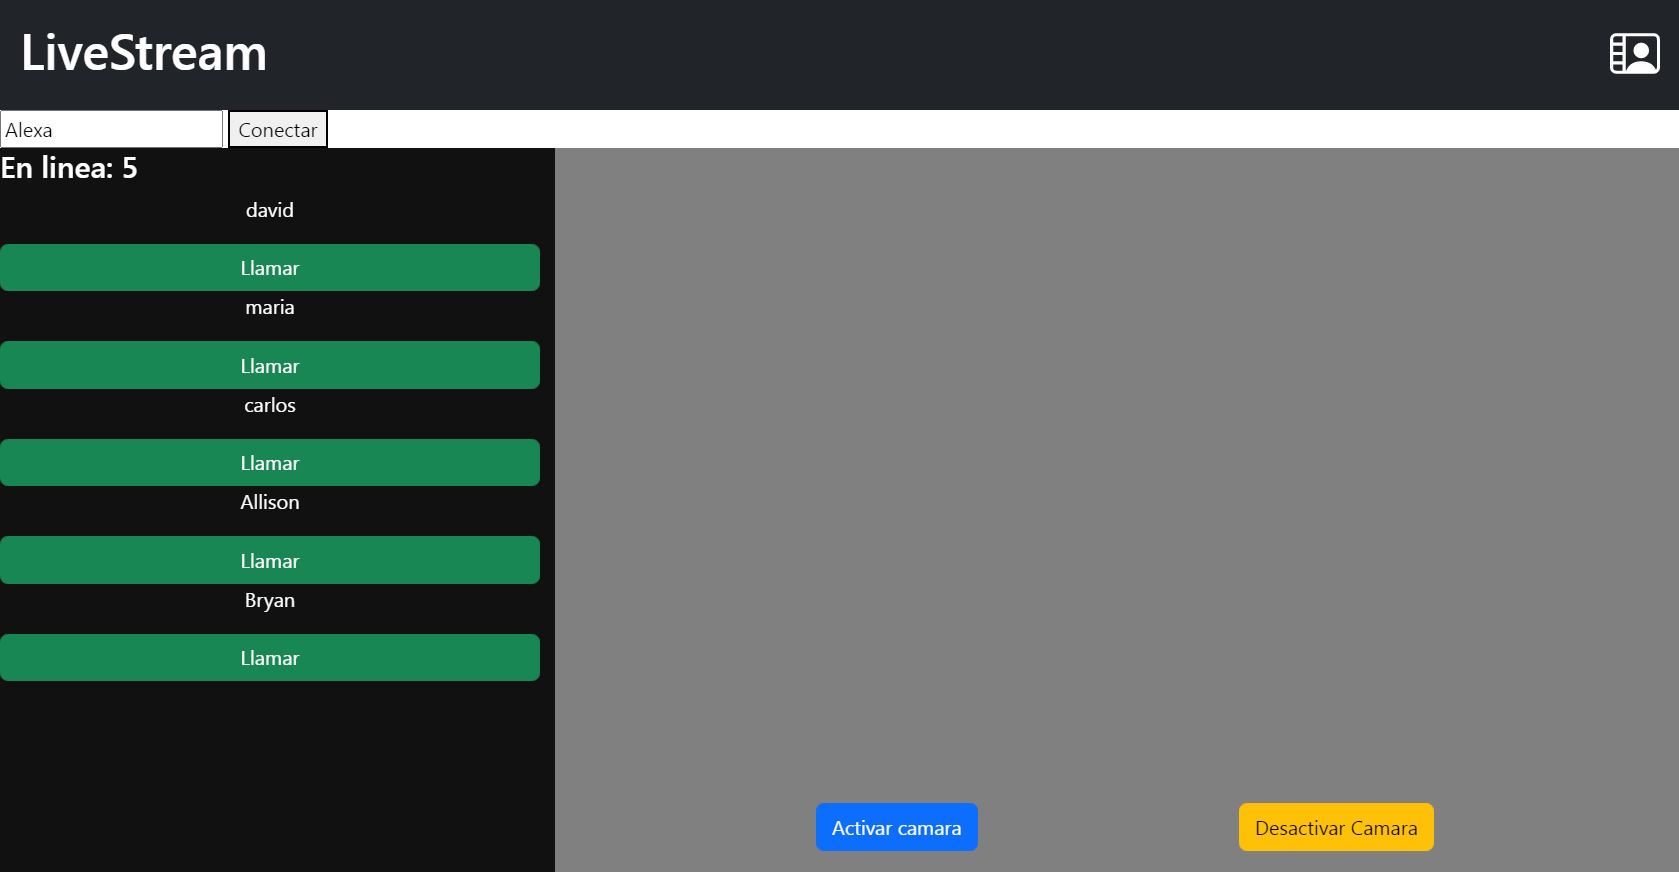 LiveStream
Alexa
Conectar
En linea: 5
david
Llamar
maria
Llamar
carlos
Llamar
Allison
Llamar
Bryan
Llamar
Activar camara
Desactivar Camara